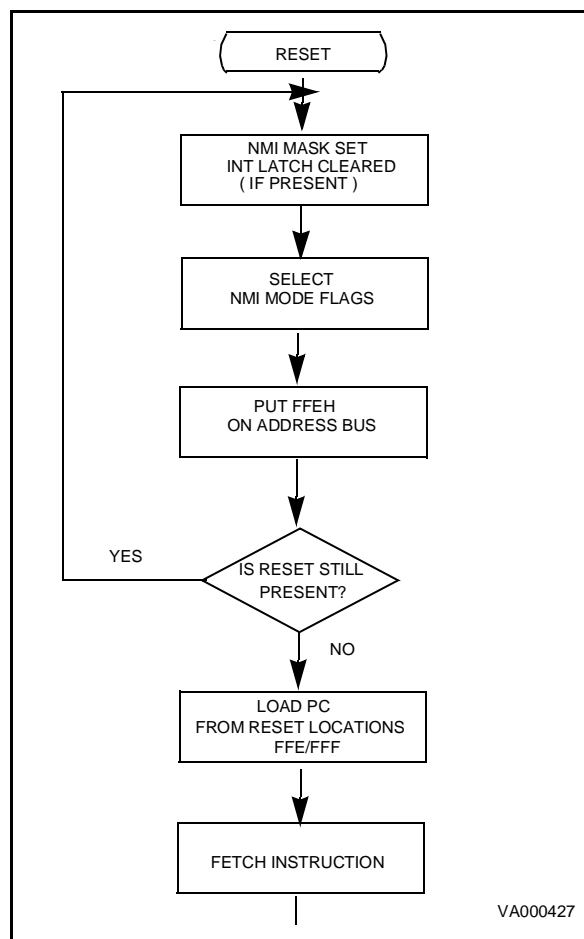 RESET
NMI MASK SET
INT LATCH CLEARED
( IF PRESENT )
SELECT
NMI MODE FLAGS
PUT FFEH
ON ADDRESS BUS
YES
IS RESET STILL
PRESENT?
NO
LOAD PC
FROM RESET LOCATIONS
FFE/FFF
FETCH INSTRUCTION
VA000427